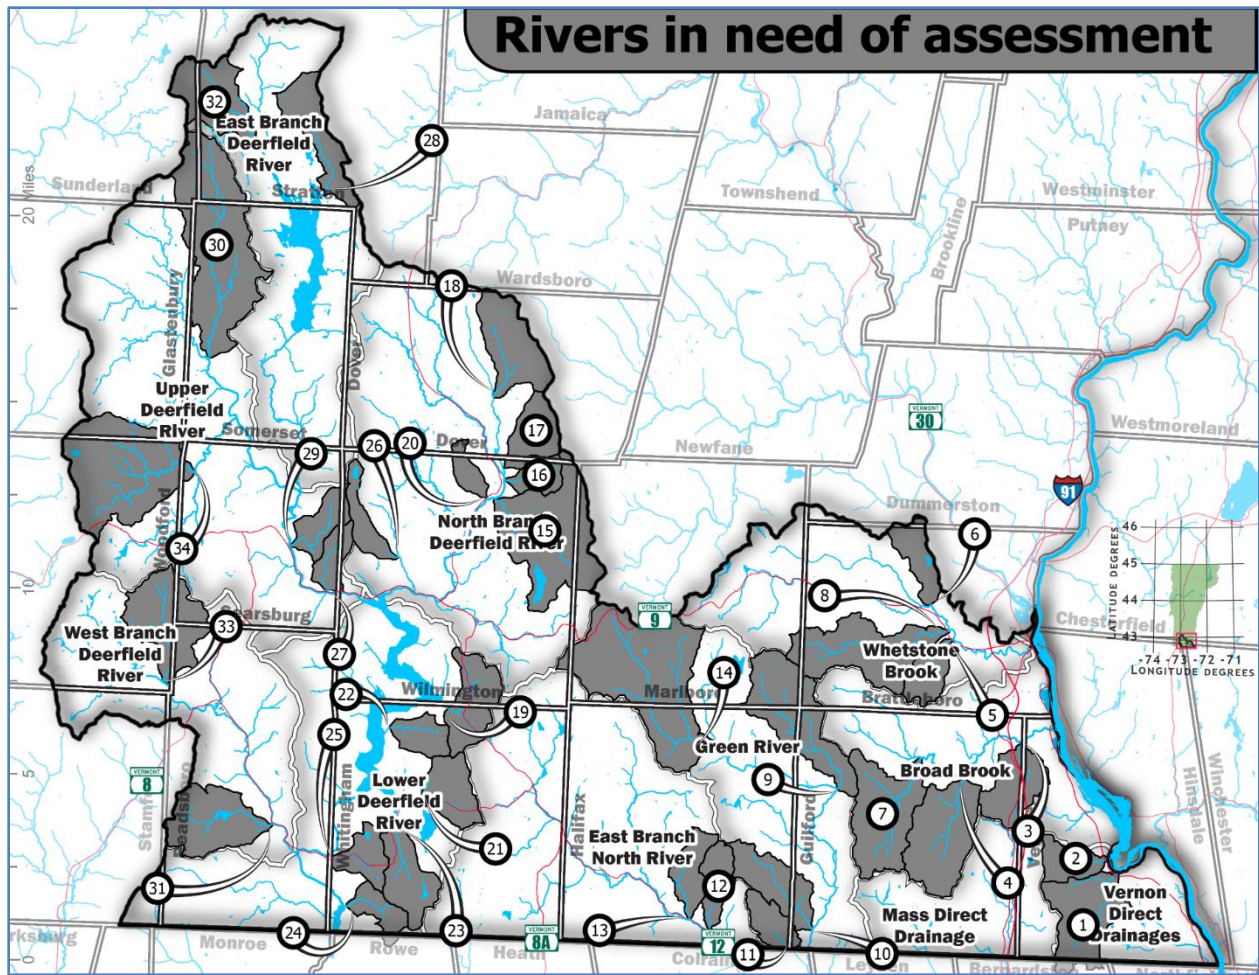 Rivers in need of assessment
32
East Branch
Deerfield
River
Jamaica
28
Sunderland
Stratton
Townshend
Westminster
Putney
20 Miles
30
Brookline
Wardsboro
18
Glastenbury
Dover
Upper
Deerfield
River
Somerset
29
26
20
Dover
17
16
Newfane
VERMONT
30
Westmoreland
91
Dummerston
6
Woodford
34
North Branch
Deerfield River
15
46
45
44
43
LATITUDE DEGREES
-74 -73 -72 -71
LONGITUDE DEGREES
10
8
VERMONT
9
Chesterfield
Searsburg
33
West Branch
Deerfield
River
27
Whetstone
Brook
14
22
Wilmington
19
Marlboro
Brattleboro
5
25
Green River
9
Broad Brook
VERMONT
8
5
Stamford
Readsboro
Whitingham
Lower
Deerfield
River
Halifax
Guilford
7
Hinsdale
Winchester
21
East Branch
North River
3
2
31
12
4
Vernon
Direct
Drainages
1
Mass Direct
Drainage
24
23
13
VERMONT
8A
VERMONT
12
11
10
0
Monroe
Rowe
Heath
Colrain
Leyden
Bernardston